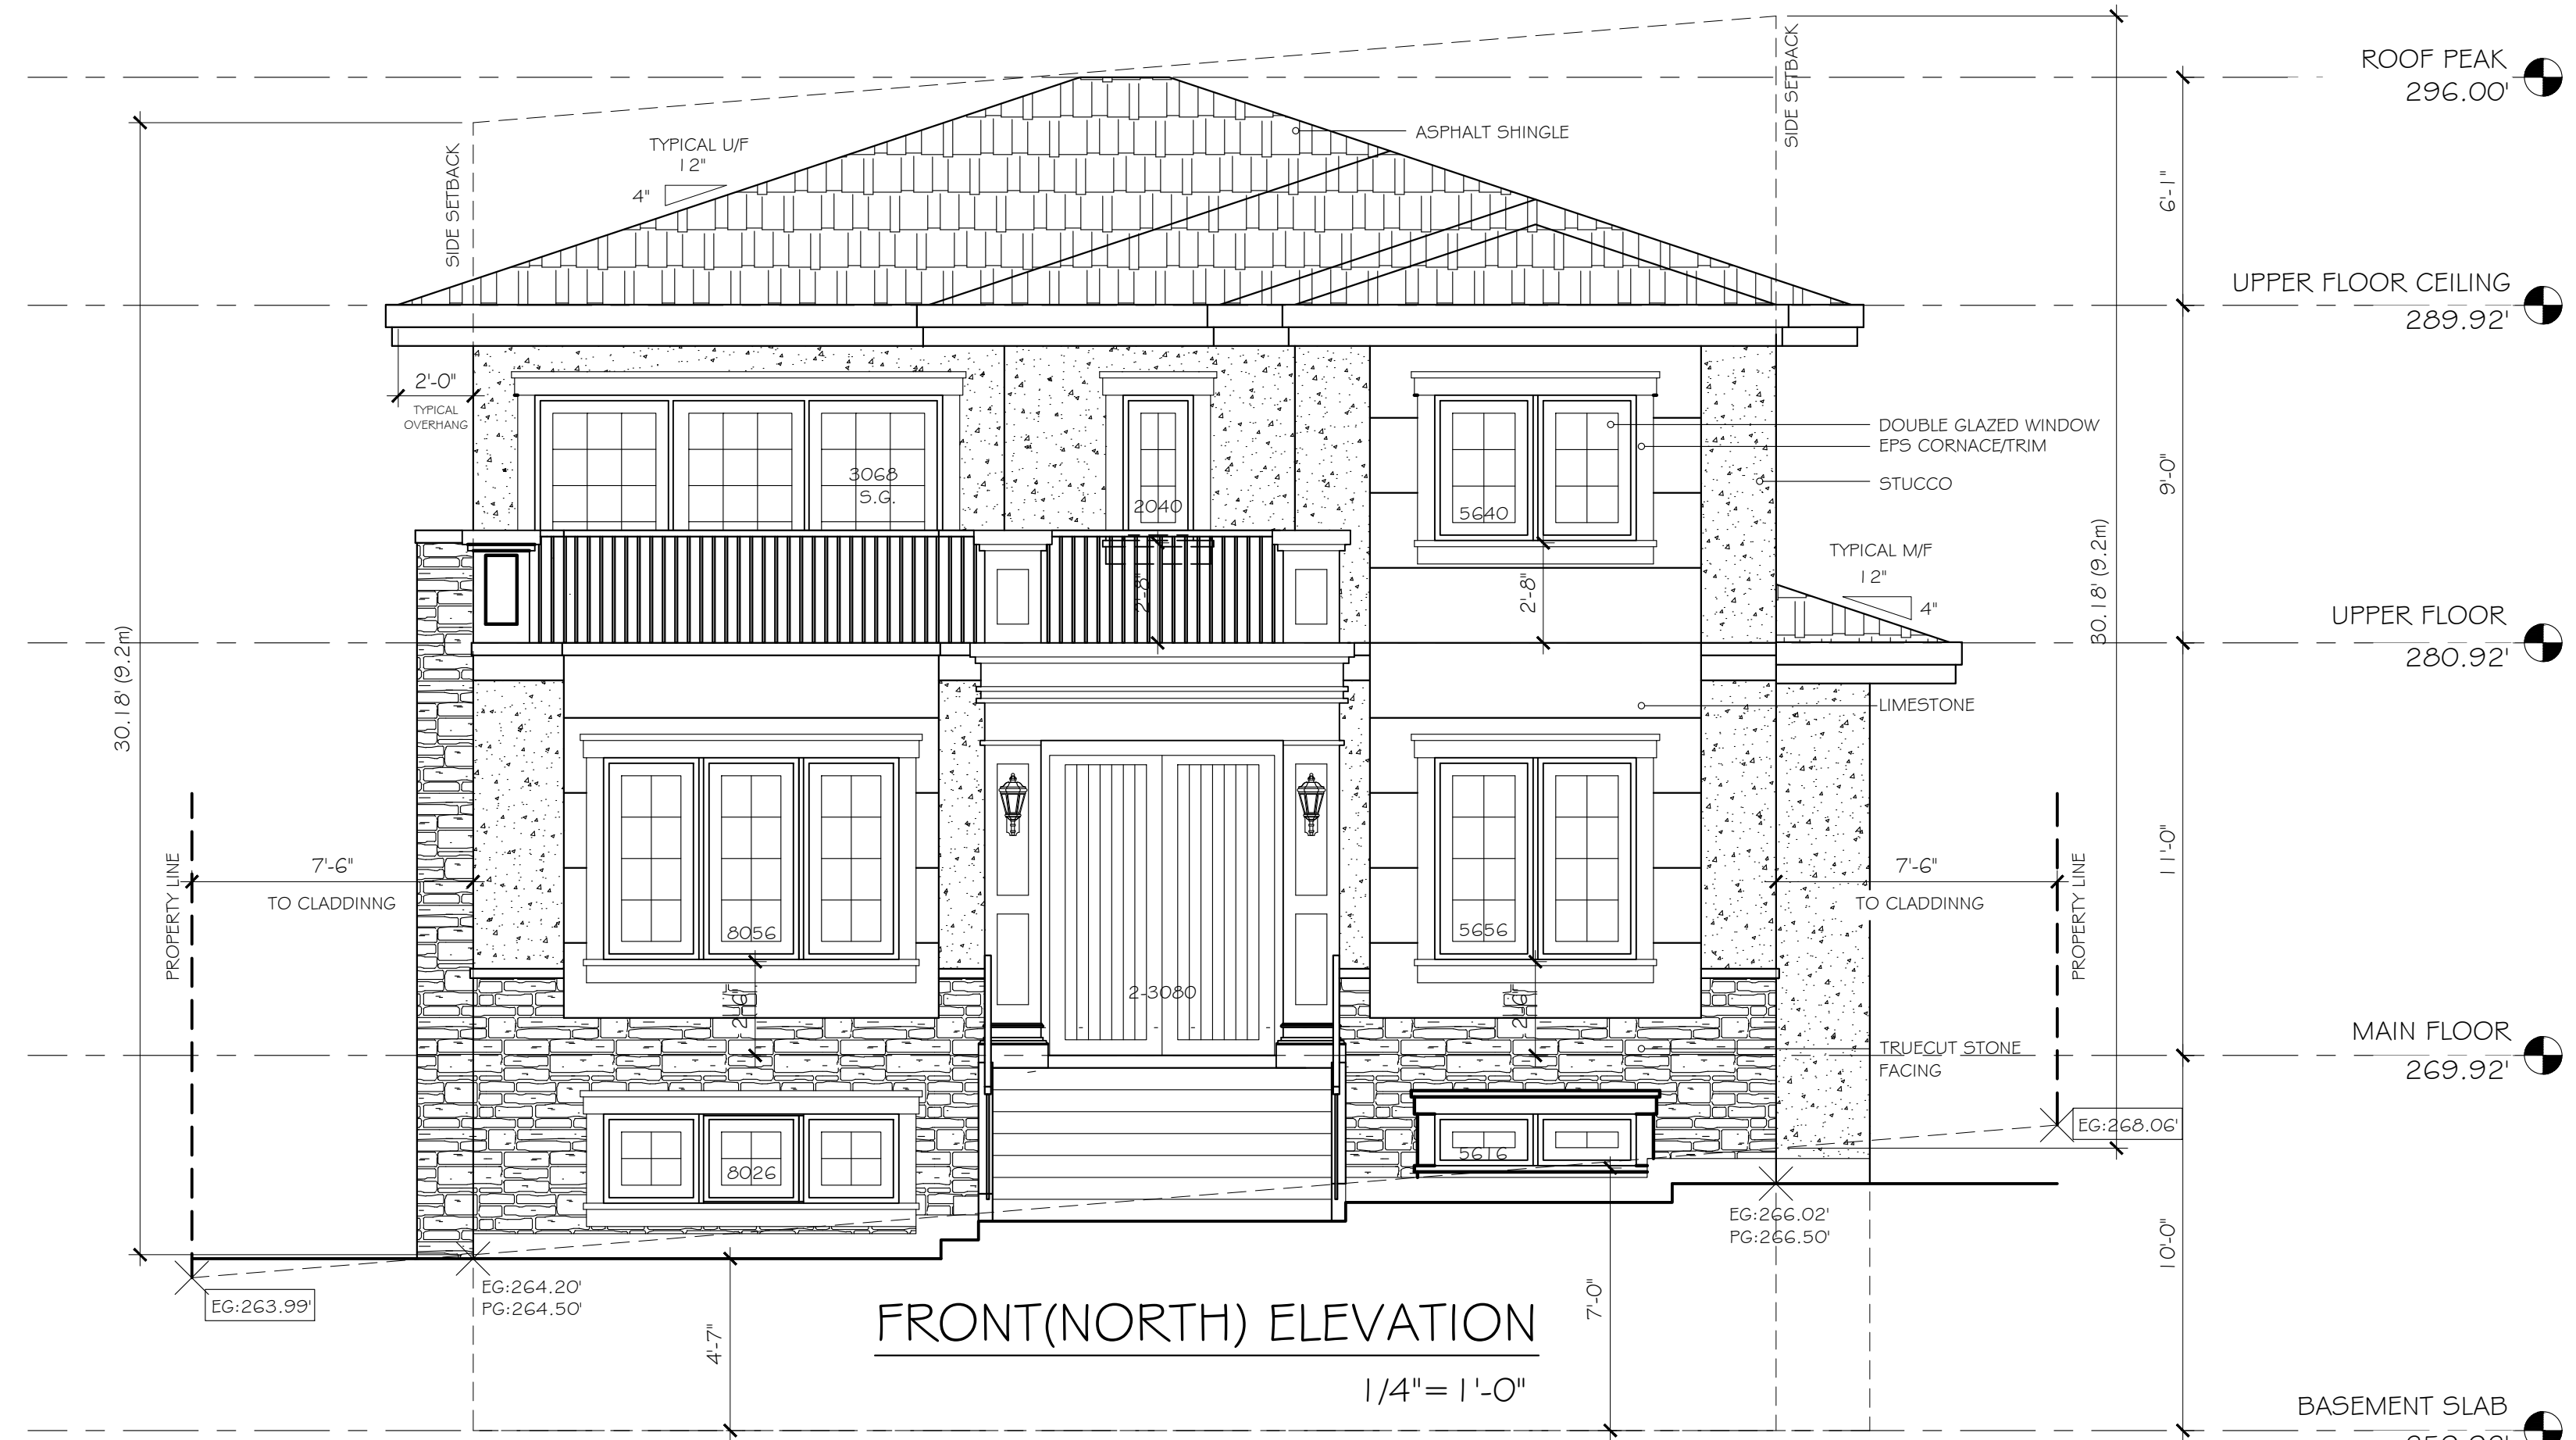 ROOF PEAK
296.00'
SIDE SETBACK
ASPHALT SHINGLE
TYPICAL U/F
12"
4"
SIDE SETBACK
6'-1"
UPPER FLOOR CEILING
289.92'
2'-0"
TYPICAL
OVERHANG
DOUBLE GLAZED WINDOW
EPS CORNACE/TRIM
STUCCO
3068
S.G.
2040
5640
9'-0"
TYPICAL M/F
12"
4"
2'-8"
2'-8"
30.18' (9.2m)
30.18' (9.2m)
UPPER FLOOR
280.92'
LIMESTONE
7'-6"
TO CLADDINNG
PROPERTY LINE
7'-6"
TO CLADDINNG
PROPERTY LINE
11'-0"
8056
5656
2-3080
2'-6"
2'-6"
MAIN FLOOR
269.92'
TRUECUT STONE
FACING
EG:268.06'
8026
5616
EG:266.02'
PG:266.50'
EG:264.20'
PG:264.50'
EG:263.99'
10'-0"
4'-7"
7'-0"
FRONT(NORTH) ELEVATION
1/4"= 1'-0"
BASEMENT SLAB